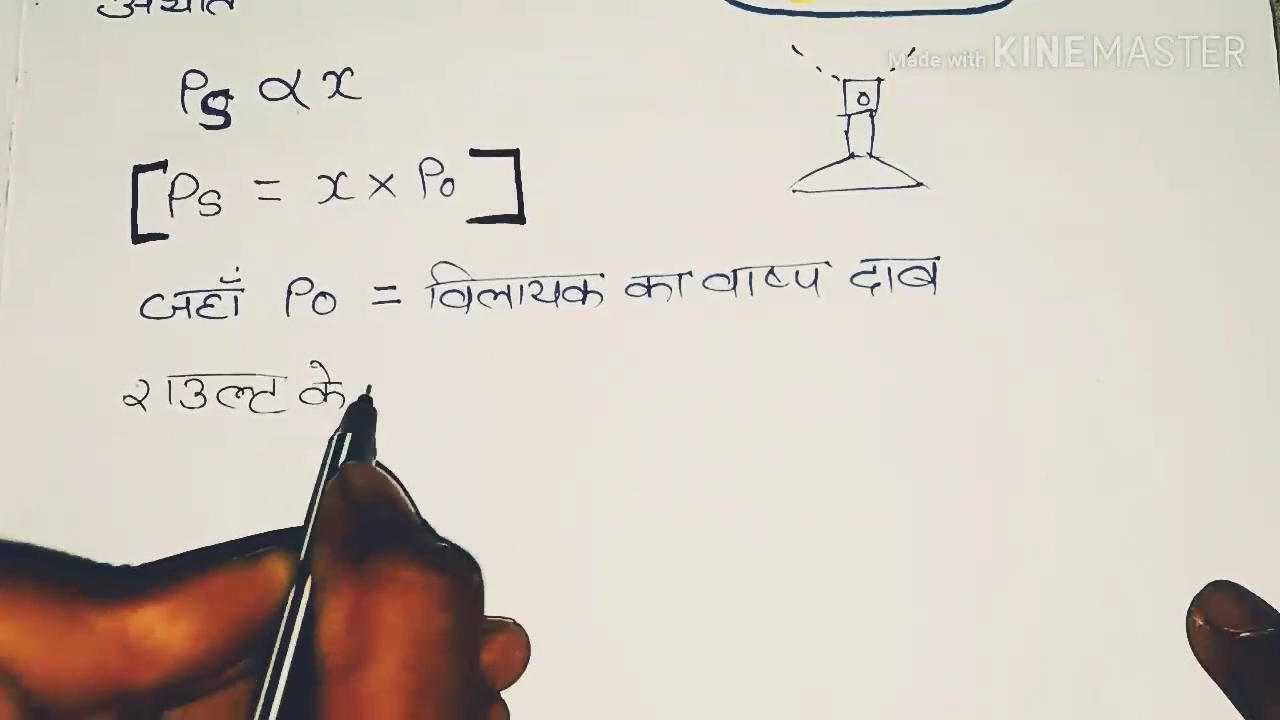 अर्थात
Made with KINEMASTER
Ps ∝ x
[Ps = x × Po]
जहाँ Po = विलायक का वाष्प दाब
राउल्ट के